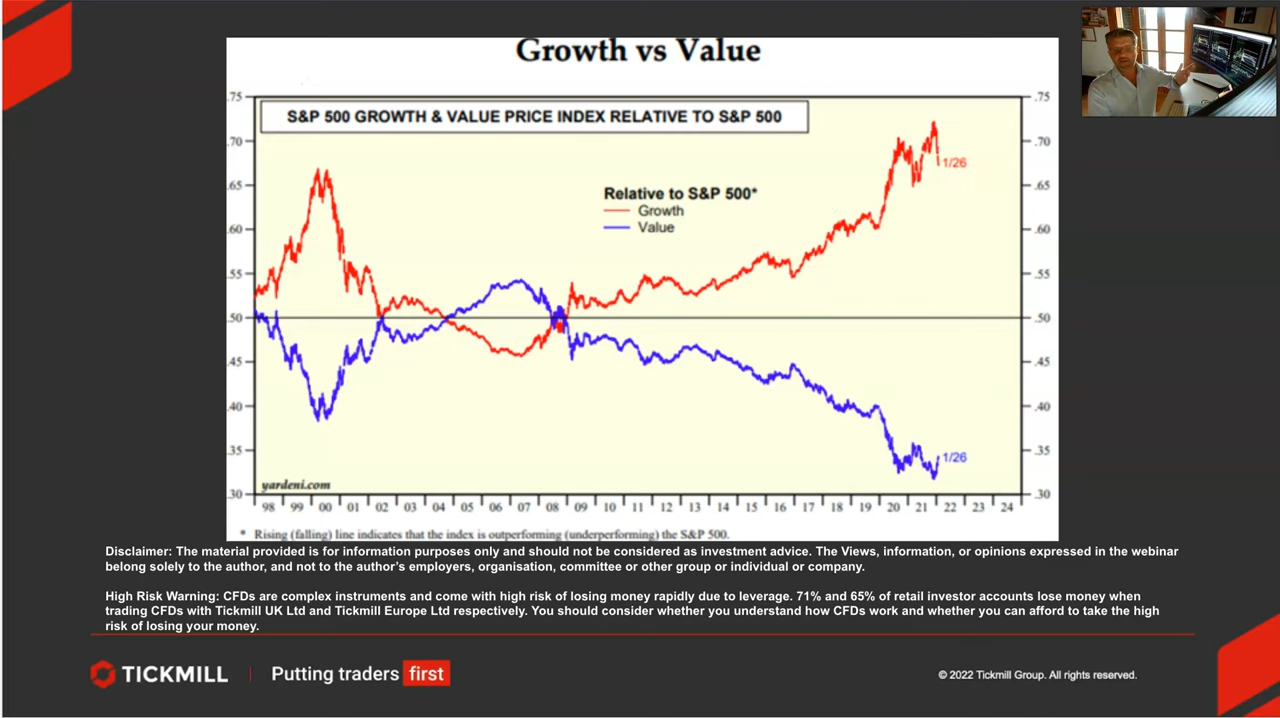 Growth vs Value
S&P 500 GROWTH & VALUE PRICE INDEX RELATIVE TO S&P 500
.75
.70
.65
.60
.55
.50
.45
.40
.35
.30
.75
.70
.65
.60
.55
.50
.45
.40
.35
.30
Relative to S&P 500*
Growth
Value
1/26
1/26
yardeni.com
98 99 00 01 02 03 04 05 06 07 08 09 10 11 12 13 14 15 16 17 18 19 20 21 22 23 24
* Rising (falling) line indicates that the index is outperforming (underperforming) the S&P 500.
Disclaimer: The material provided is for information purposes only and should not be considered as investment advice. The Views, information, or opinions expressed in the webinar
belong solely to the author, and not to the author's employers, organisation, committee or other group or individual or company.
High Risk Warning: CFDs are complex instruments and come with high risk of losing money rapidly due to leverage. 71% and 65% of retail investor accounts lose money when
trading CFDs with Tickmill UK Ltd and Tickmill Europe Ltd respectively. You should consider whether you understand how CFDs work and whether you can afford to take the high
risk of losing your money.
TICKMILL
Putting traders first
© 2022 Tickmill Group. All rights reserved.